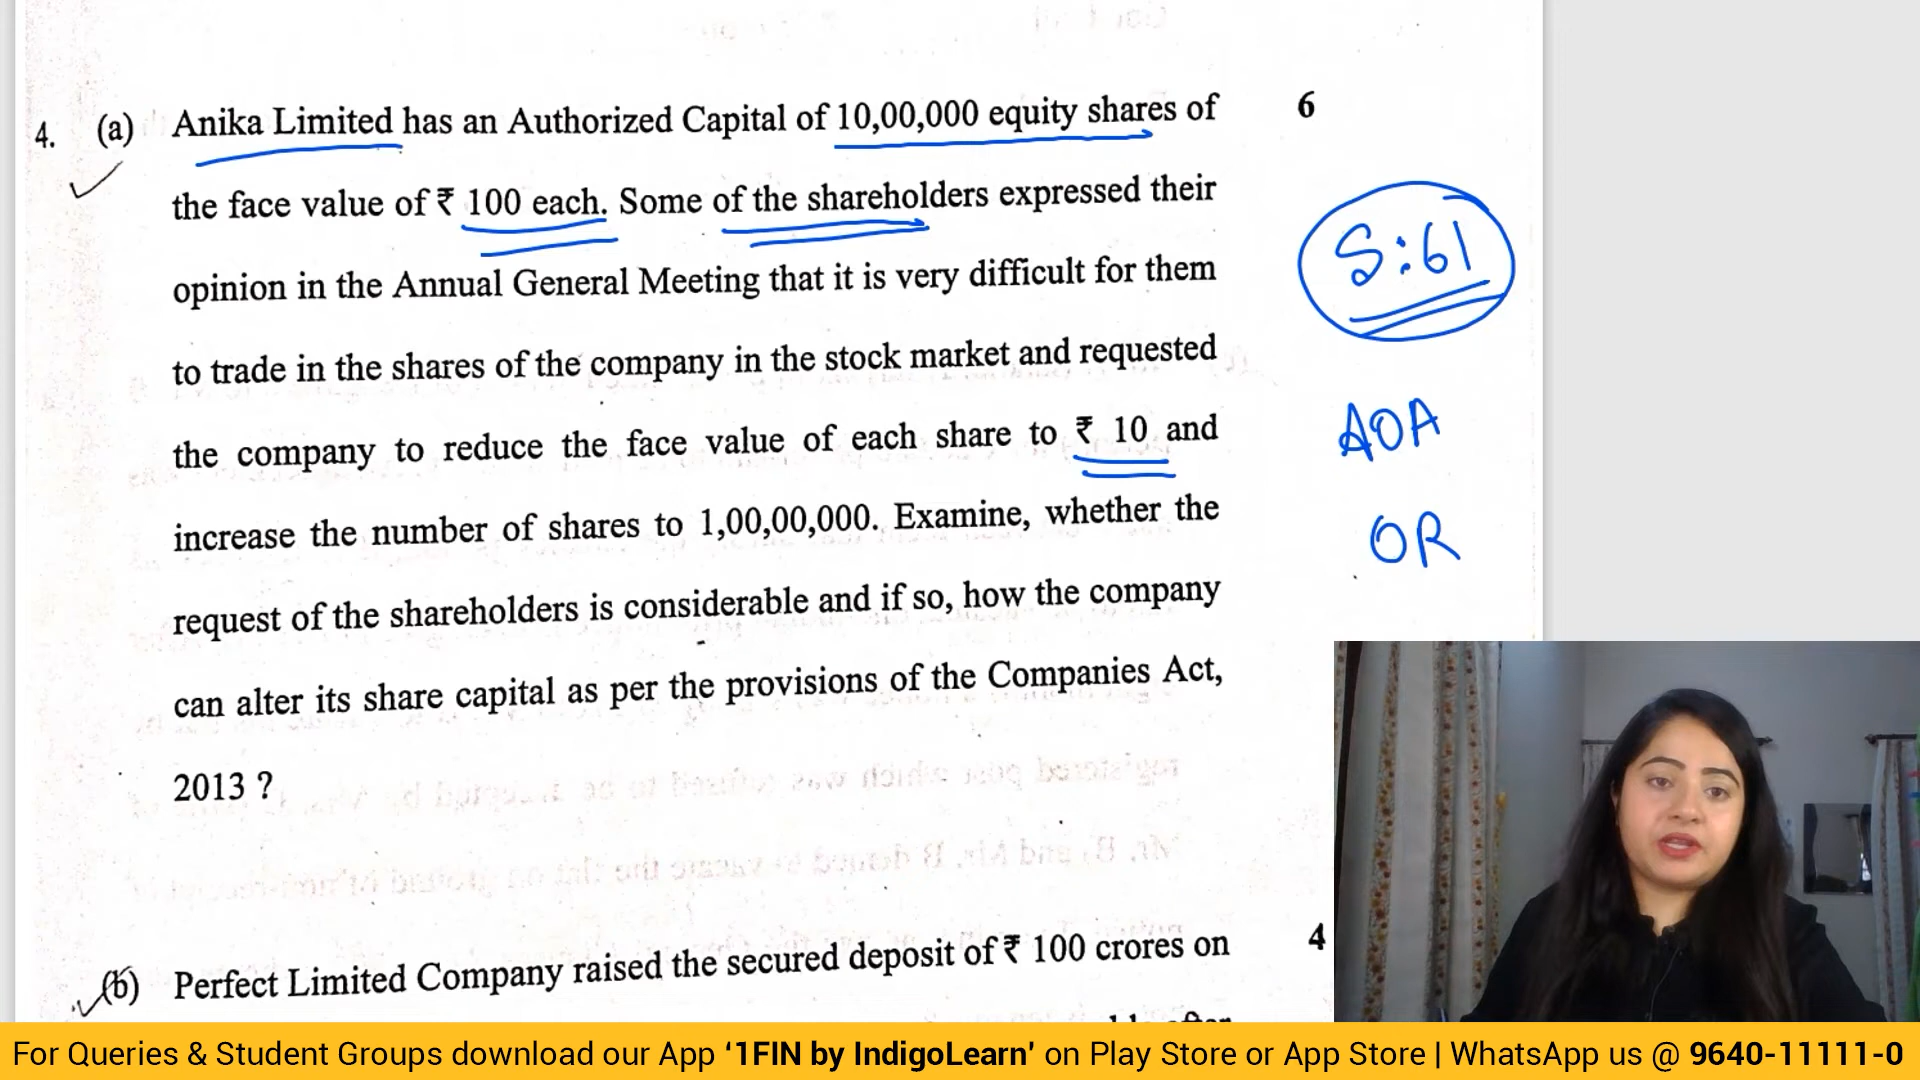 4. (a) Anika Limited has an Authorized Capital of 10,00,000 equity shares of 6
the face value of ₹ 100 each. Some of the shareholders expressed their
S:61
opinion in the Annual General Meeting that it is very difficult for them
to trade in the shares of the company in the stock market and requested
AOA
the company to reduce the face value of each share to ₹ 10 and
increase the number of shares to 1,00,00,000. Examine, whether the
OR
request of the shareholders is considerable and if so, how the company
can alter its share capital as per the provisions of the Companies Act,
2013 ?
(b) Perfect Limited Company raised the secured deposit of ₹ 100 crores on 4
For Queries & Student Groups download our App ‘1FIN by IndigoLearn’ on Play Store or App Store | WhatsApp us @ 9640-11111-0